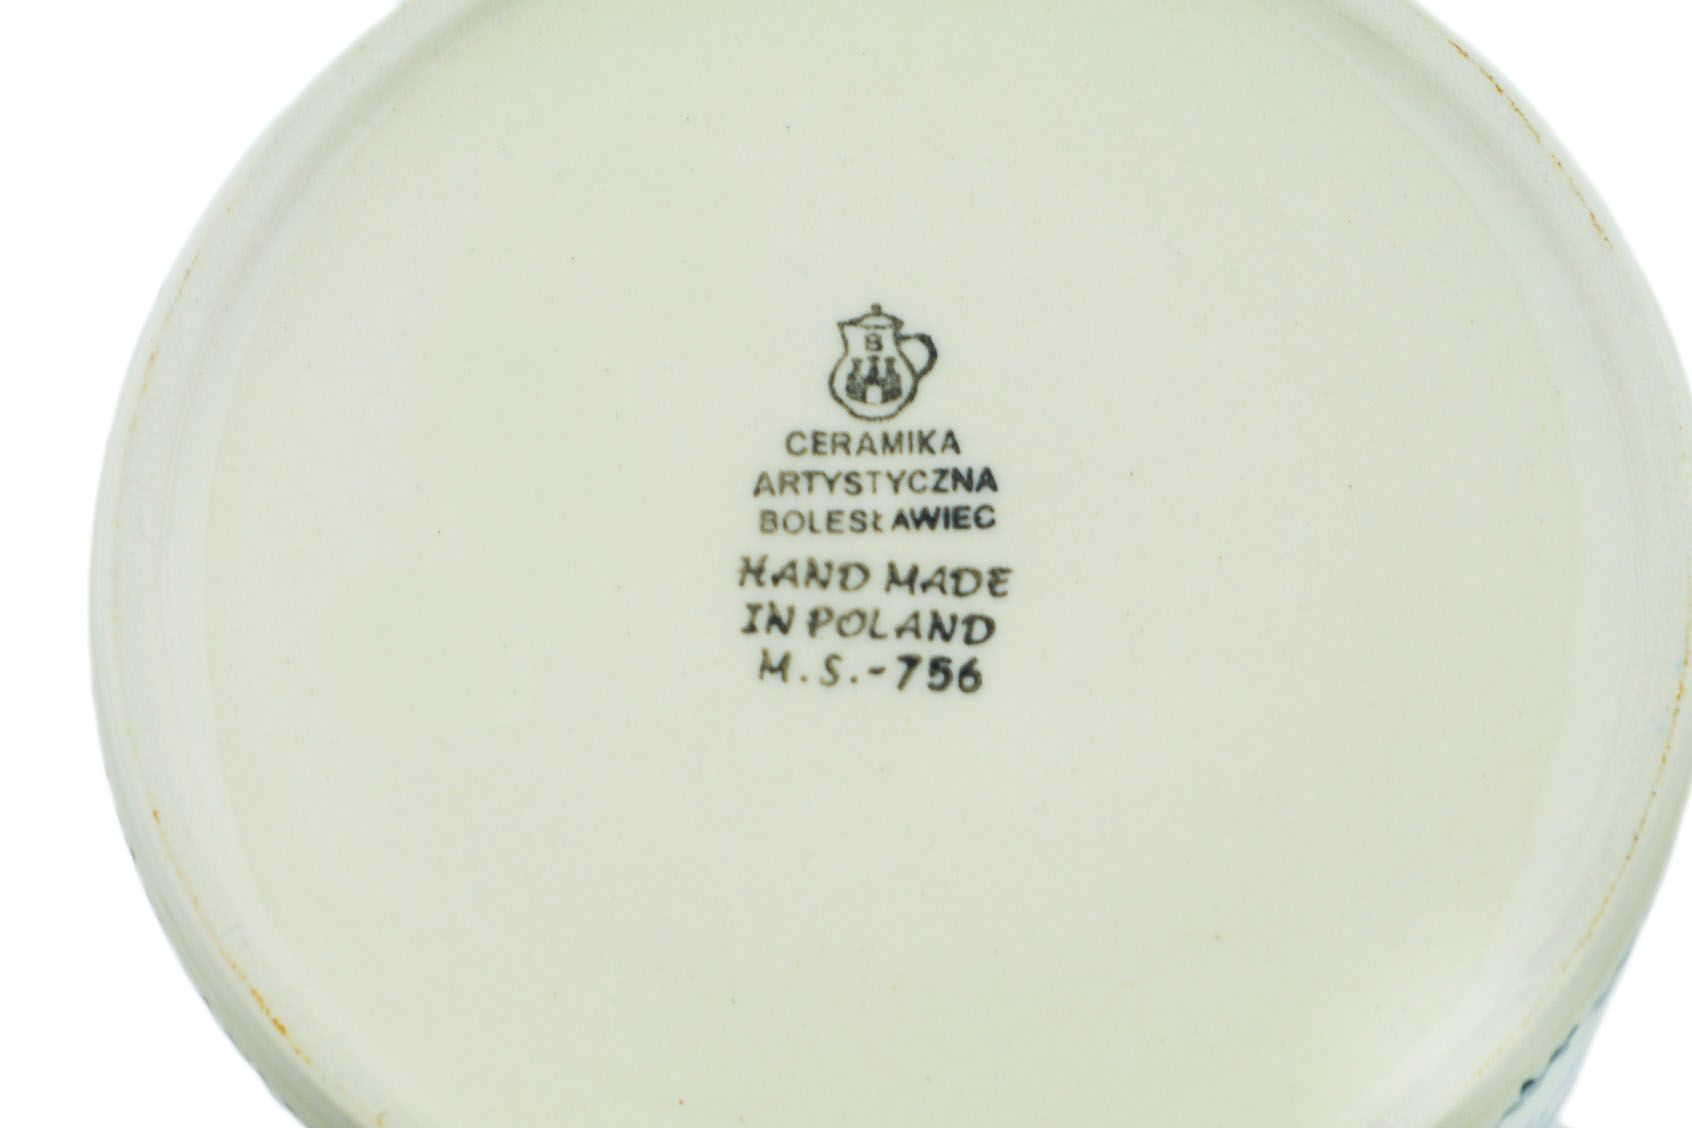 B
CERAMIKA
ARTYSTYCZNA
BOLESŁAWIEC
HAND MADE
IN POLAND
M.S.-756